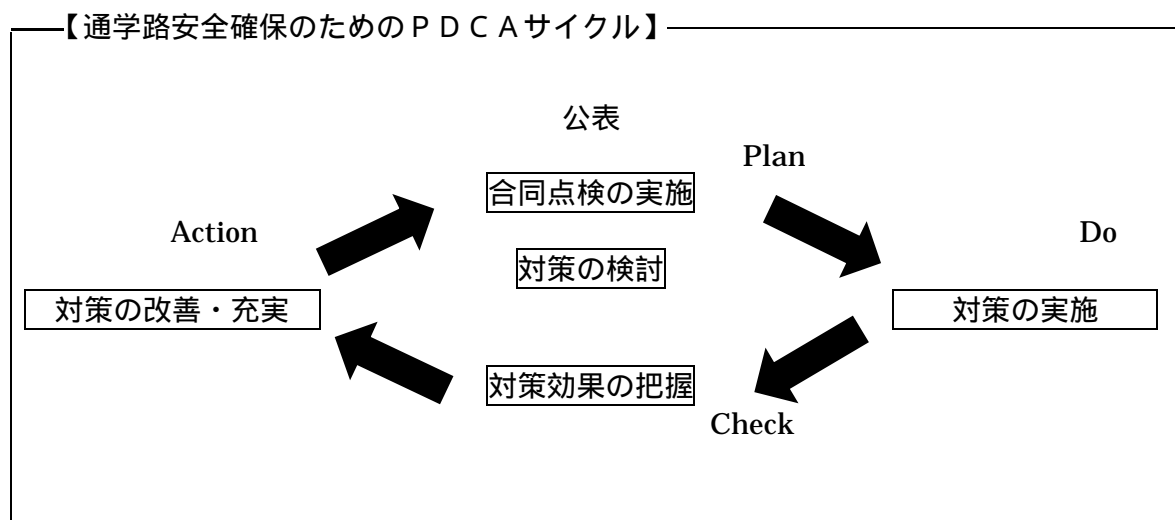 【通学路安全確保のためのＰＤＣＡサイクル】
公表
Plan
合同点検の実施
Action
Do
対策の検討
対策の改善・充実
対策の実施
対策効果の把握
Check